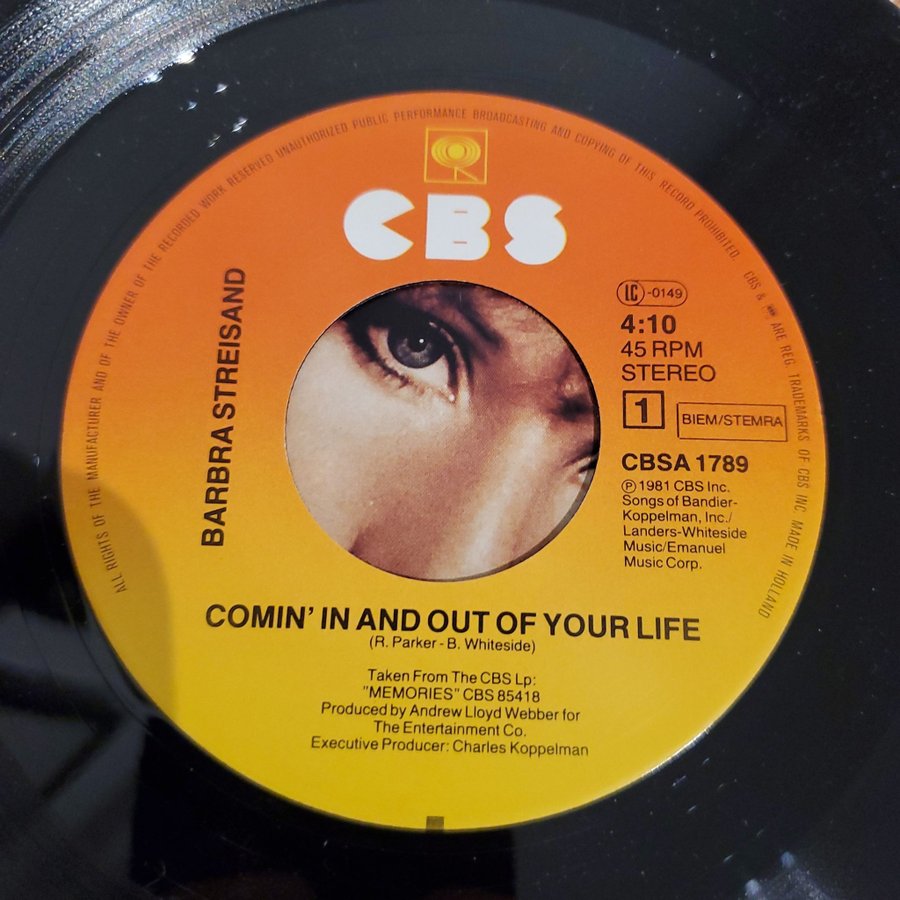 ALL RIGHTS OF THE MANUFACTURER AND OF THE OWNER OF THE RECORDED WORK RESERVED UNAUTHORIZED PUBLIC PERFORMANCE BROADCASTING AND COPYING OF THIS RECORD PROHIBITED. CBS & ARE REG. TRADEMARKS OF CBS INC. MADE IN HOLLAND
CBS
BARBRA STREISAND
LC -0149
4:10
45 RPM
STEREO
1
BIEM/STEMRA
CBSA 1789
Ⓟ 1981 CBS Inc.
Songs of Bandier-
Koppelman, Inc./
Landers-Whiteside
Music/Emanuel
Music Corp.
COMIN' IN AND OUT OF YOUR LIFE
(R. Parker - B. Whiteside)
Taken From The CBS Lp:
"MEMORIES" CBS 85418
Produced by Andrew Lloyd Webber for
The Entertainment Co.
Executive Producer: Charles Koppelman